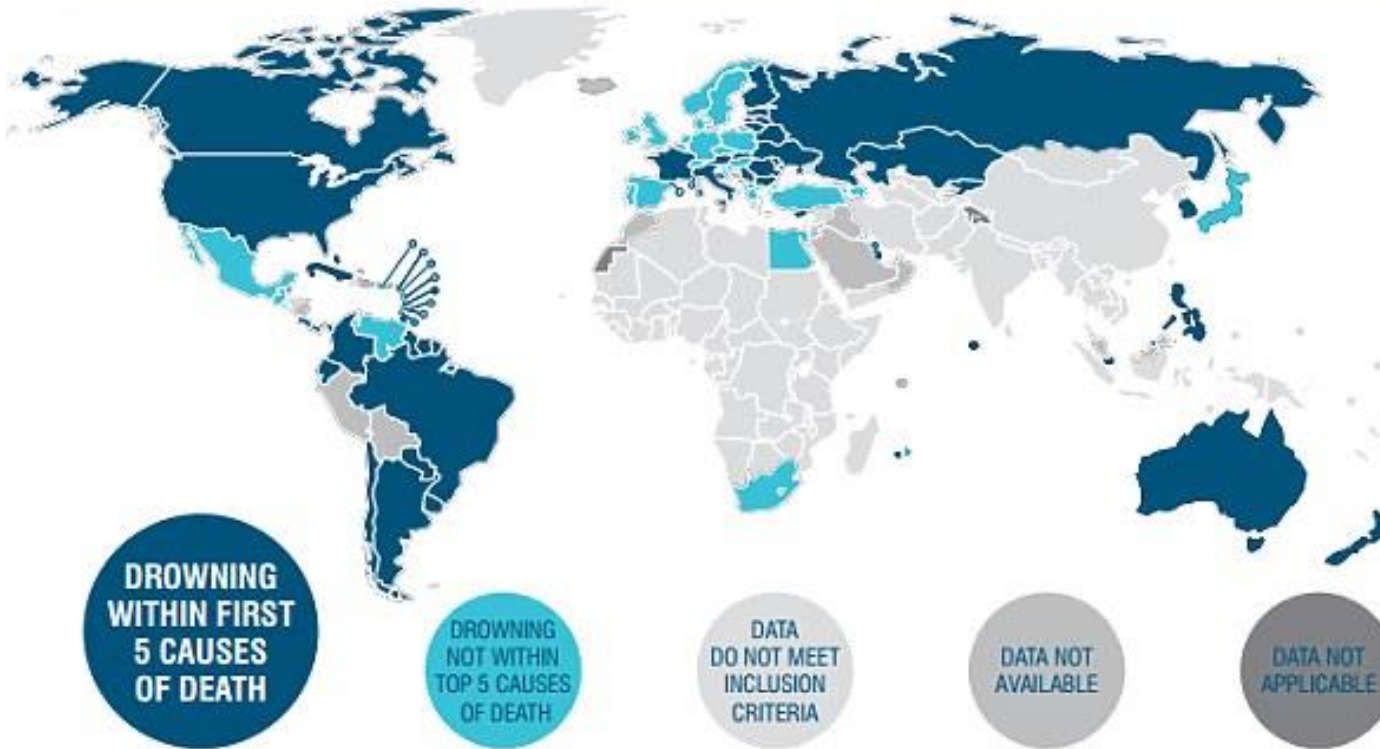 DROWNING
WITHIN FIRST
5 CAUSES
OF DEATH
DROWNING
NOT WITHIN
TOP 5 CAUSES
OF DEATH
DATA
DO NOT MEET
INCLUSION
CRITERIA
DATA NOT
AVAILABLE
DATA NOT
APPLICABLE